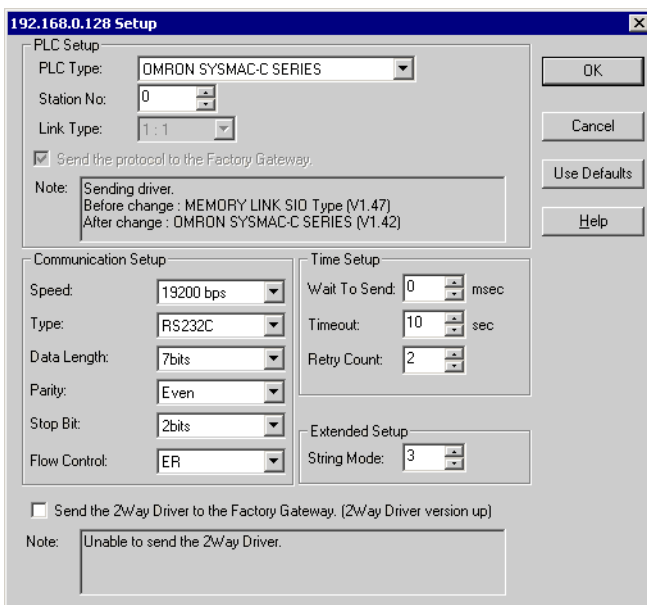 192.168.0.128 Setup
PLC Setup
PLC Type: OMRON SYSMAC-C SERIES
Station No: 0
Link Type: 1 : 1
Send the protocol to the Factory Gateway.
Note: Sending driver.
Before change : MEMORY LINK SIO Type (V1.47)
After change : OMRON SYSMAC-C SERIES (V1.42)
OK
Cancel
Use Defaults
Help
Communication Setup
Speed: 19200 bps
Type: RS232C
Data Length: 7bits
Parity: Even
Stop Bit: 2bits
Flow Control: ER
Time Setup
Wait To Send: 0 msec
Timeout: 10 sec
Retry Count: 2
Extended Setup
String Mode: 3
Send the 2Way Driver to the Factory Gateway. (2Way Driver version up)
Note: Unable to send the 2Way Driver.